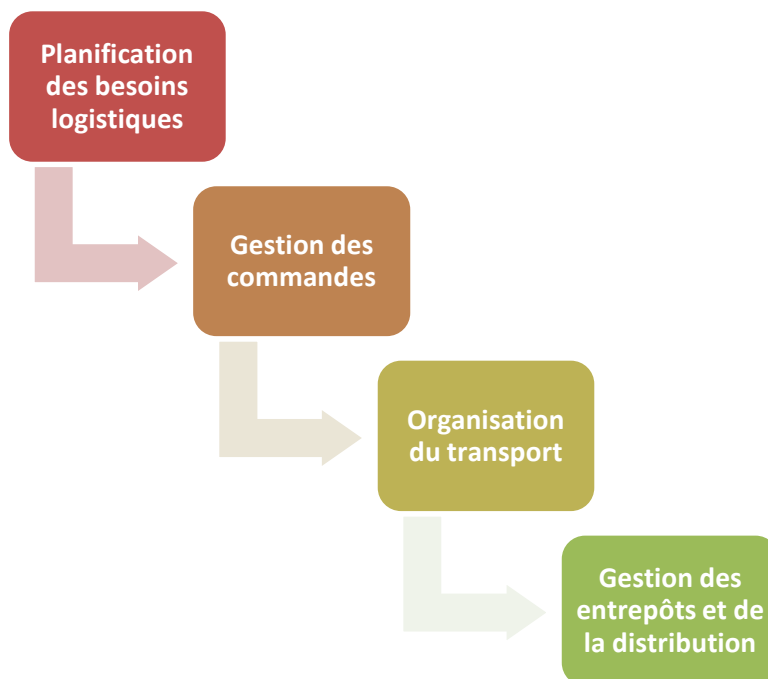 Planification
des besoins
logistiques
Gestion des
commandes
Organisation
du transport
Gestion des
entrepôts et de
la distribution